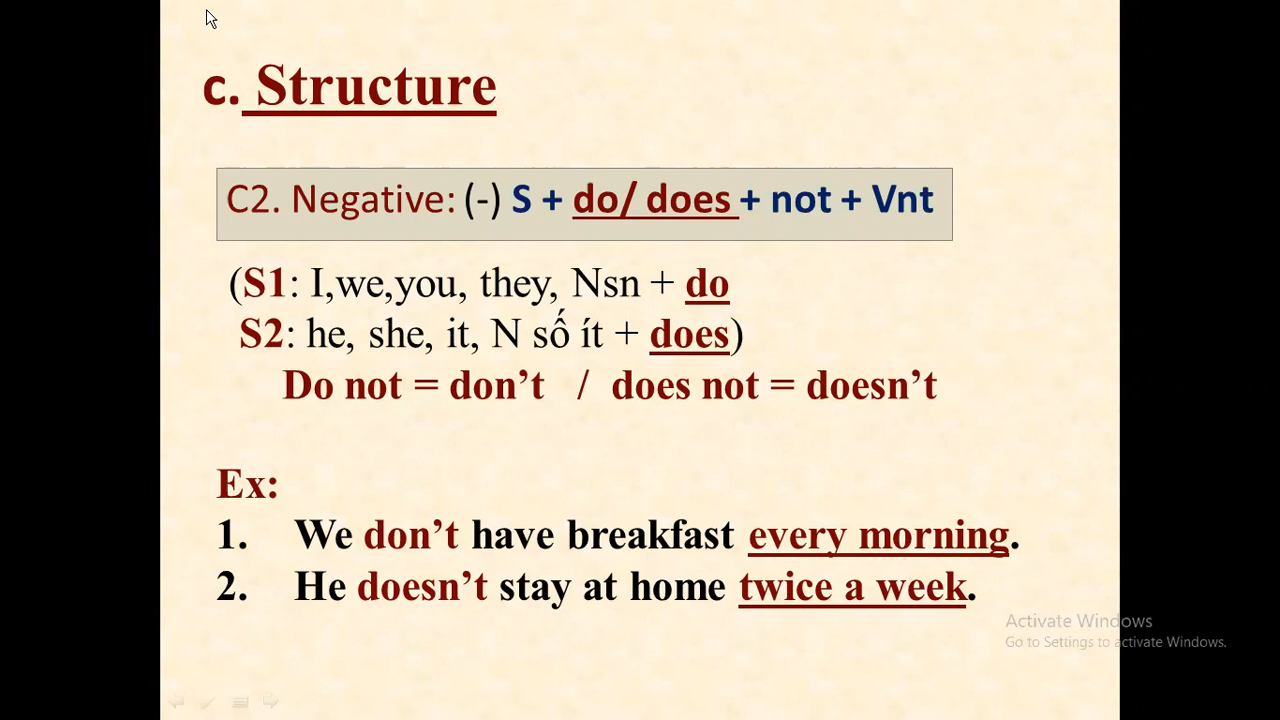 c. Structure
C2. Negative: (-) S + do/ does + not + Vnt
(S1: I,we,you, they, Nsn + do
S2: he, she, it, N số ít + does)
Do not = don’t / does not = doesn’t
Ex:
1. We don’t have breakfast every morning.
2. He doesn’t stay at home twice a week.
Activate Windows
Go to Settings to activate Windows.